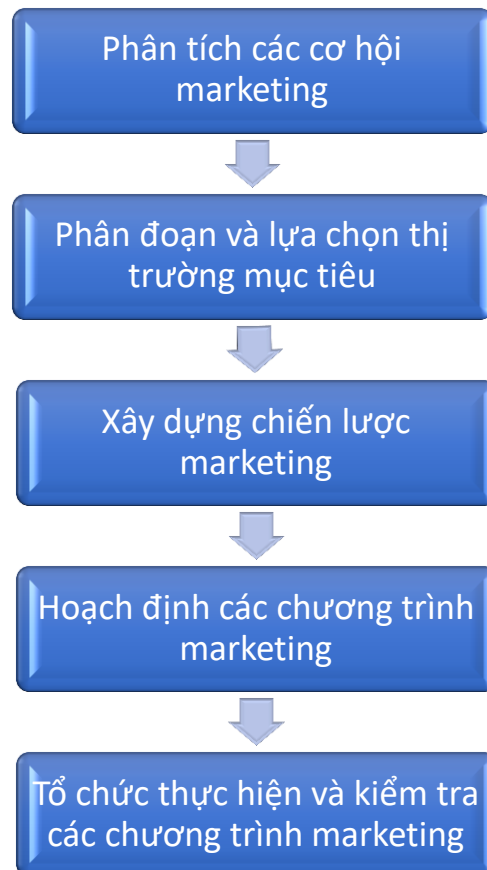 Phân tích các cơ hội
marketing
Phân đoạn và lựa chọn thị
trường mục tiêu
Xây dựng chiến lược
marketing
Hoạch định các chương trình
marketing
Tổ chức thực hiện và kiểm tra
các chương trình marketing